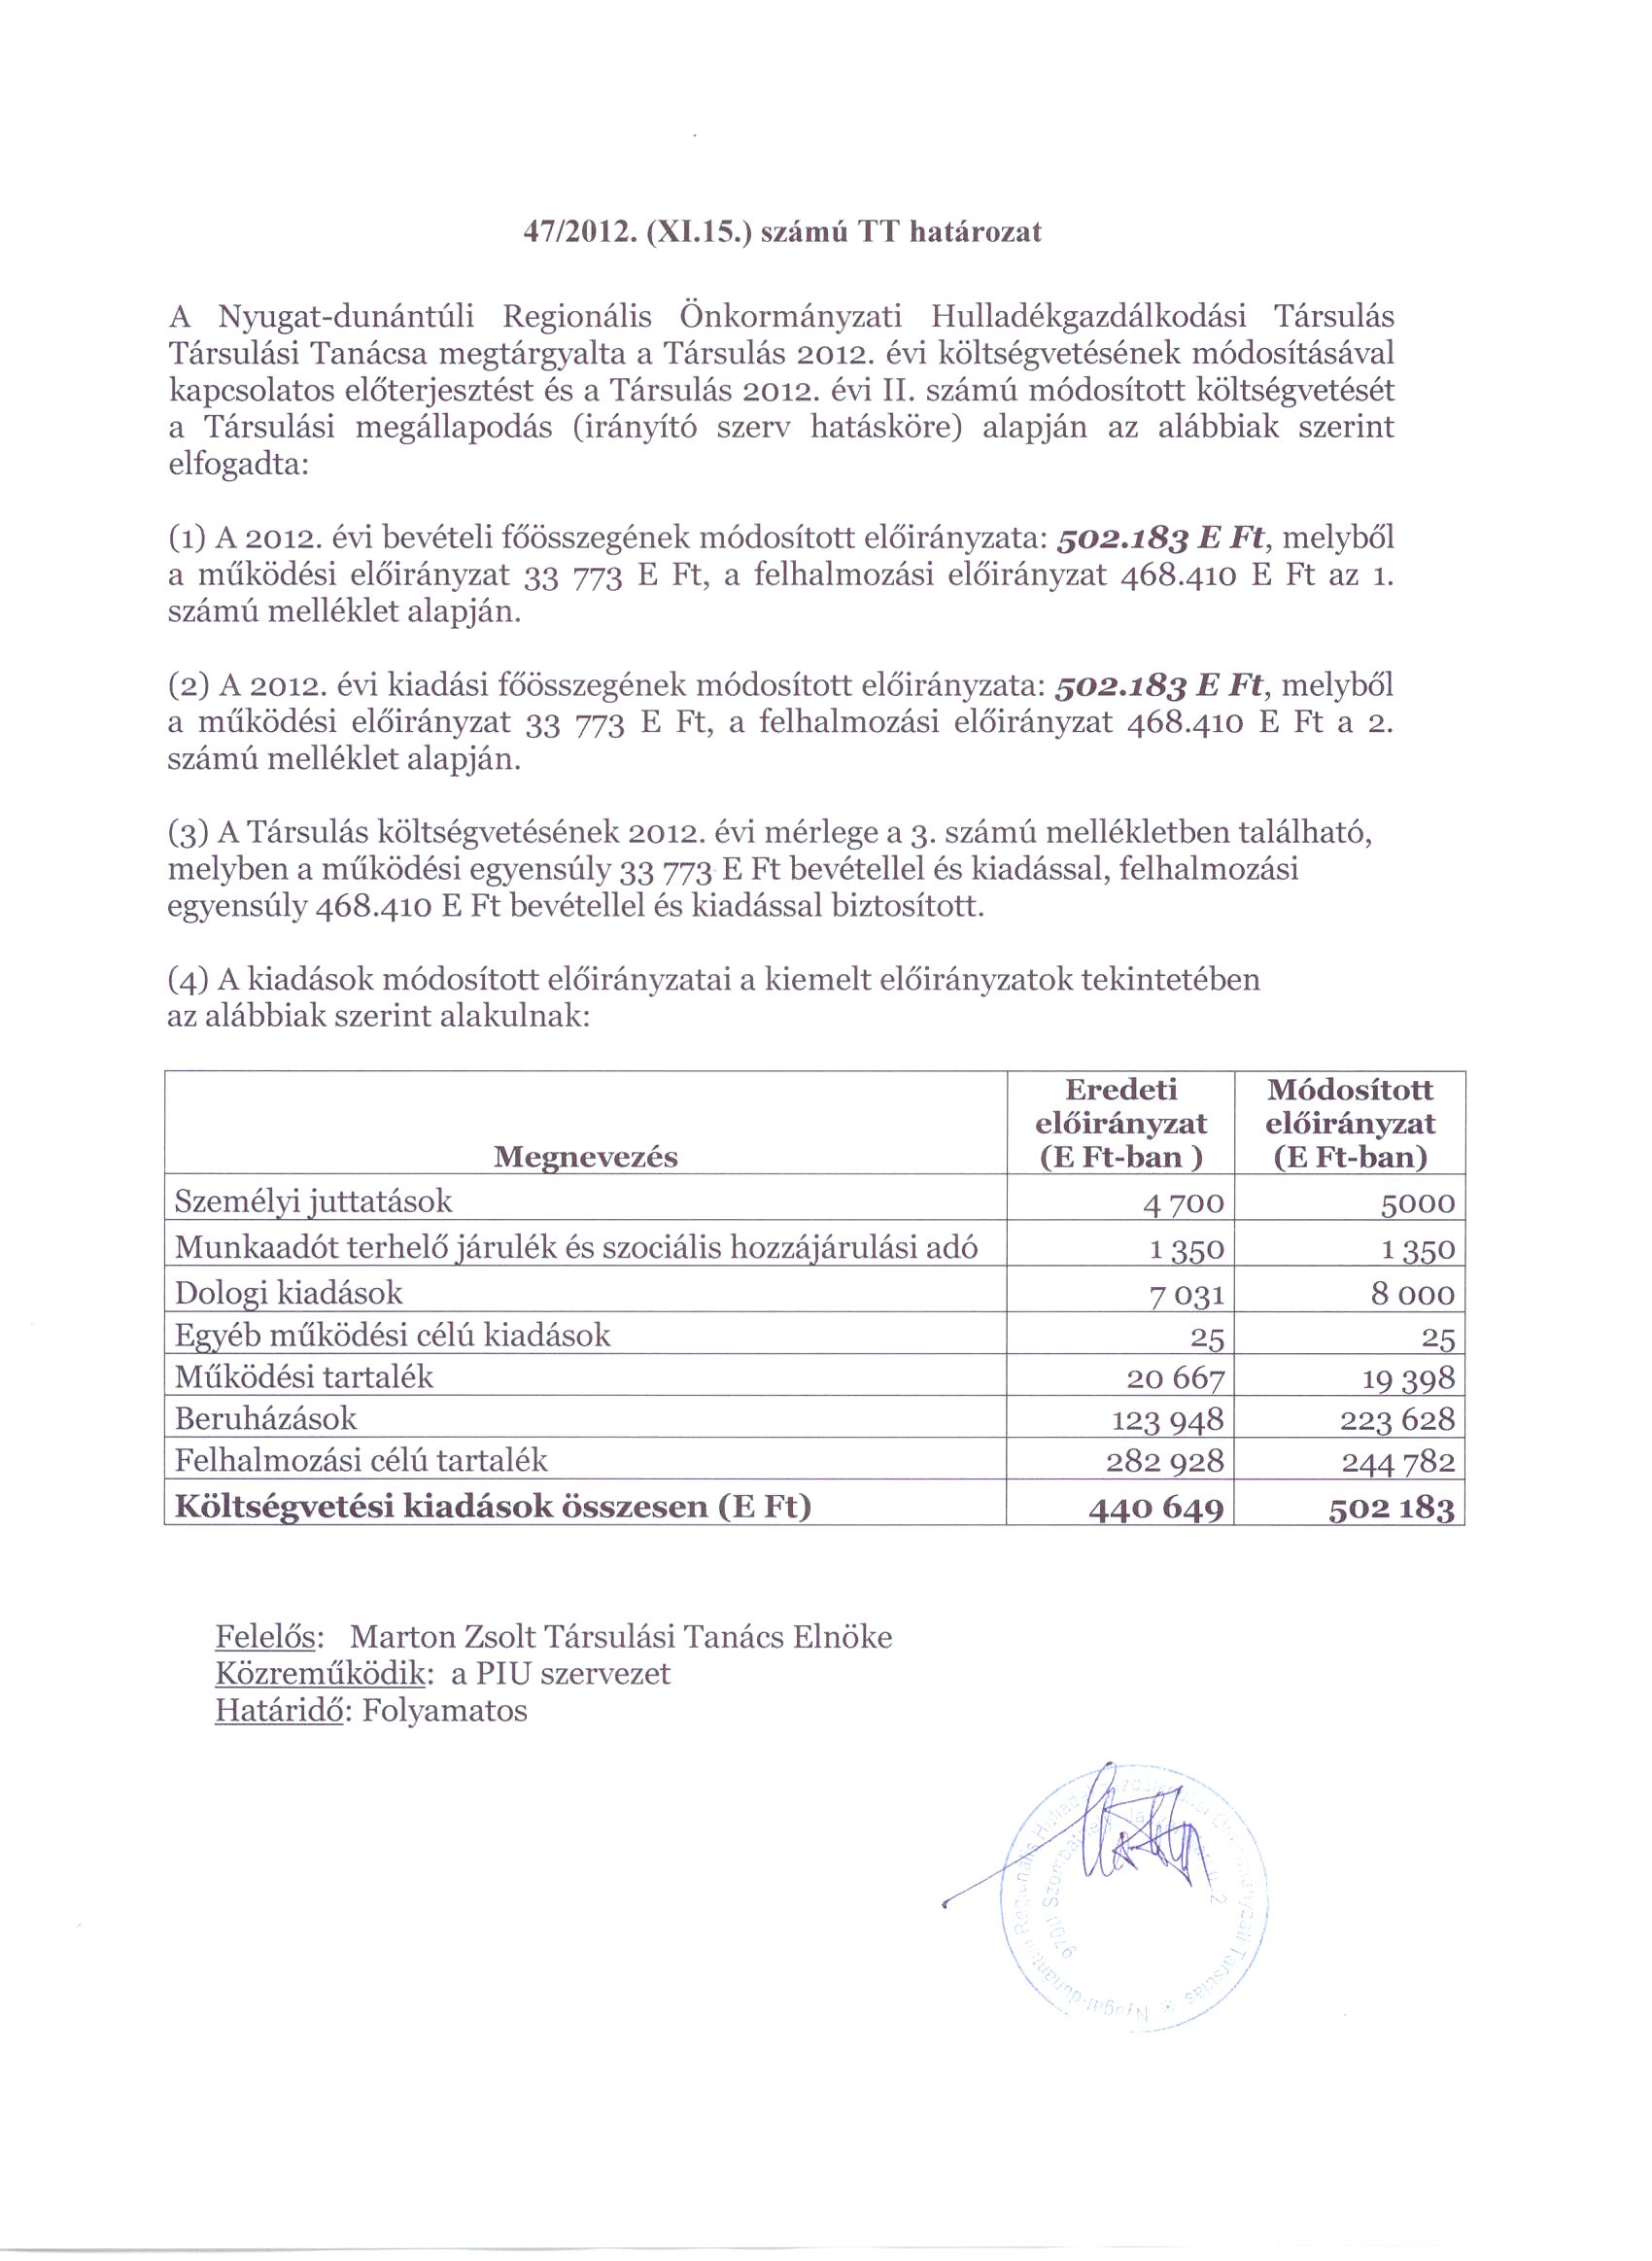 47/2012. (XI.15.) számú TT határozat
A Nyugat-dunántúli Regionális Önkormányzati Hulladékgazdálkodási Társulás
Társulási Tanácsa megtárgyalta a Társulás 2012. évi költségvetésének módosításával
kapcsolatos előterjesztést és a Társulás 2012. évi II. számú módosított költségvetését
a Társulási megállapodás (irányító szerv hatásköre) alapján az alábbiak szerint
elfogadta:
(1) A 2012. évi bevételi főösszegének módosított előirányzata: 502.183 E Ft, melyből
a működési előirányzat 33 773 E Ft, a felhalmozási előirányzat 468.410 E Ft az 1.
számú melléklet alapján.
(2) A 2012. évi kiadási főösszegének módosított előirányzata: 502.183 E Ft, melyből
a működési előirányzat 33 773 E Ft, a felhalmozási előirányzat 468.410 E Ft a 2.
számú melléklet alapján.
(3) A Társulás költségvetésének 2012. évi mérlege a 3. számú mellékletben található,
melyben a működési egyensúly 33 773 E Ft bevétellel és kiadással, felhalmozási
egyensúly 468.410 E Ft bevétellel és kiadással biztosított.
(4) A kiadások módosított előirányzatai a kiemelt előirányzatok tekintetében
az alábbiak szerint alakulnak:
Megnevezés Eredeti előirányzat (E Ft-ban ) Módosított előirányzat (E Ft-ban)
Személyi juttatások 4 700 5000
Munkaadót terhelő járulék és szociális hozzájárulási adó 1 350 1 350
Dologi kiadások 7 031 8 000
Egyéb működési célú kiadások 25 25
Működési tartalék 20 667 19 398
Beruházások 123 948 223 628
Felhalmozási célú tartalék 282 928 244 782
Költségvetési kiadások összesen (E Ft) 440 649 502 183
Felelős: Marton Zsolt Társulási Tanács Elnöke
Közreműködik: a PIU szervezet
Határidő: Folyamatos